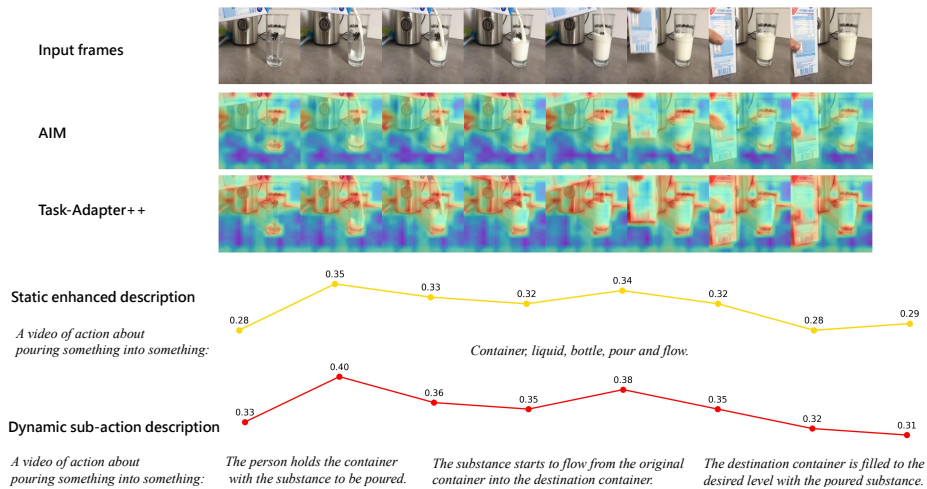 Input frames
AIM
Task-Adapter++
Static enhanced description
0.28
0.35
0.33
0.32
0.34
0.32
0.28
0.29
A video of action about
pouring something into something:
Container, liquid, bottle, pour and flow.
Dynamic sub-action description
0.33
0.40
0.36
0.35
0.38
0.35
0.32
0.31
A video of action about
pouring something into something:
The person holds the container
with the substance to be poured.
The substance starts to flow from the original
container into the destination container.
The destination container is filled to the
desired level with the poured substance.